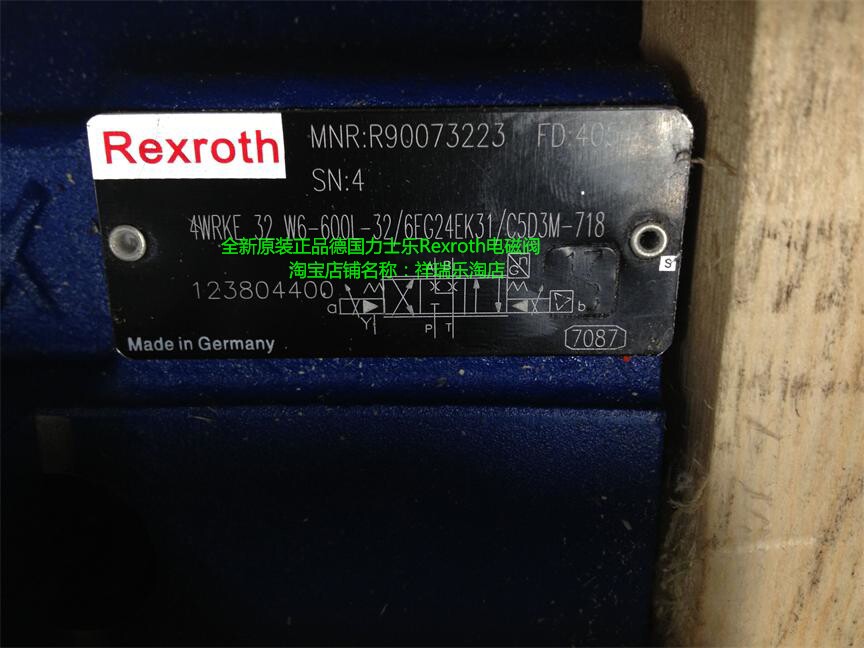 Rexroth
MNR:R90073223 FD:405
SN:4
4WRKE 32 W6-600L-32/6EG24EK31/C5D3M-718
全新原装正品德国力士乐Rexroth电磁阀
淘宝店铺名称：祥瑞乐淘店
123804400
A B
G
S
a
b
Y
T
P T
7087
Made in Germany